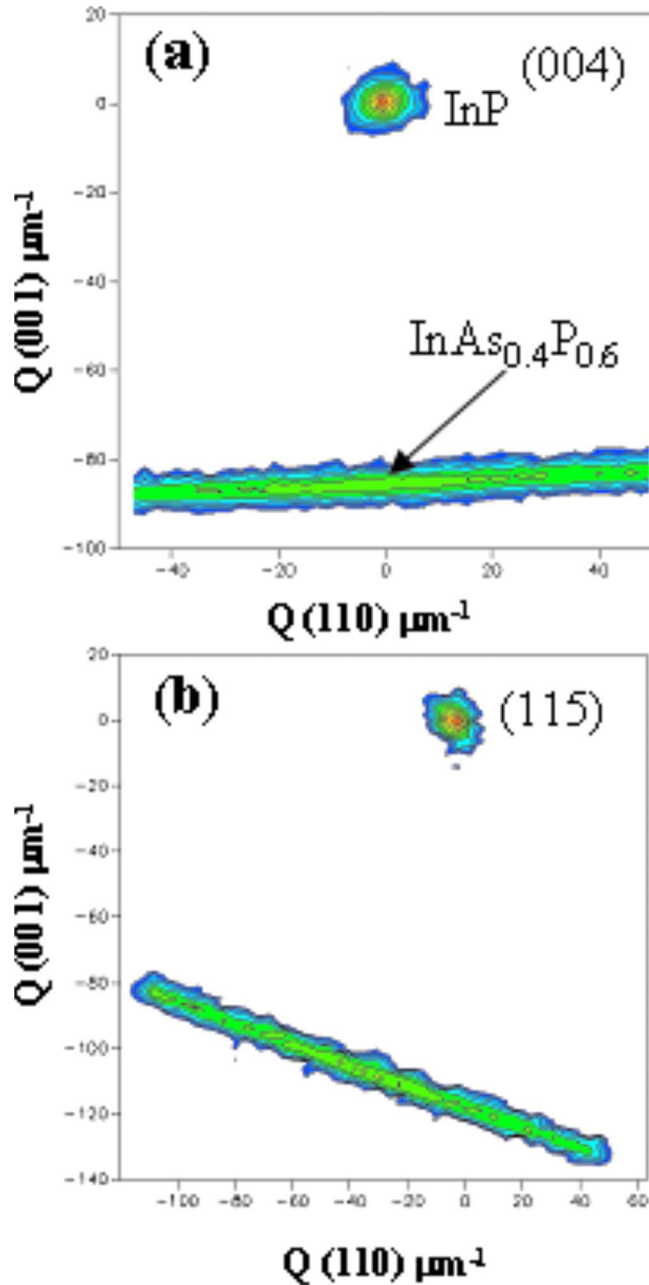 20
(a)
(004)
0
InP
−20
Q (001) μm⁻¹
−40
InAs0.4P0.6
−60
−80
−100
−40 −20 0 20 40
Q (110) μm⁻¹
20
(b)
(115)
0
−20
−40
Q (001) μm⁻¹
−60
−80
−100
−120
−140
−100 −80 −60 −40 −20 0 20 40 60
Q (110) μm⁻¹